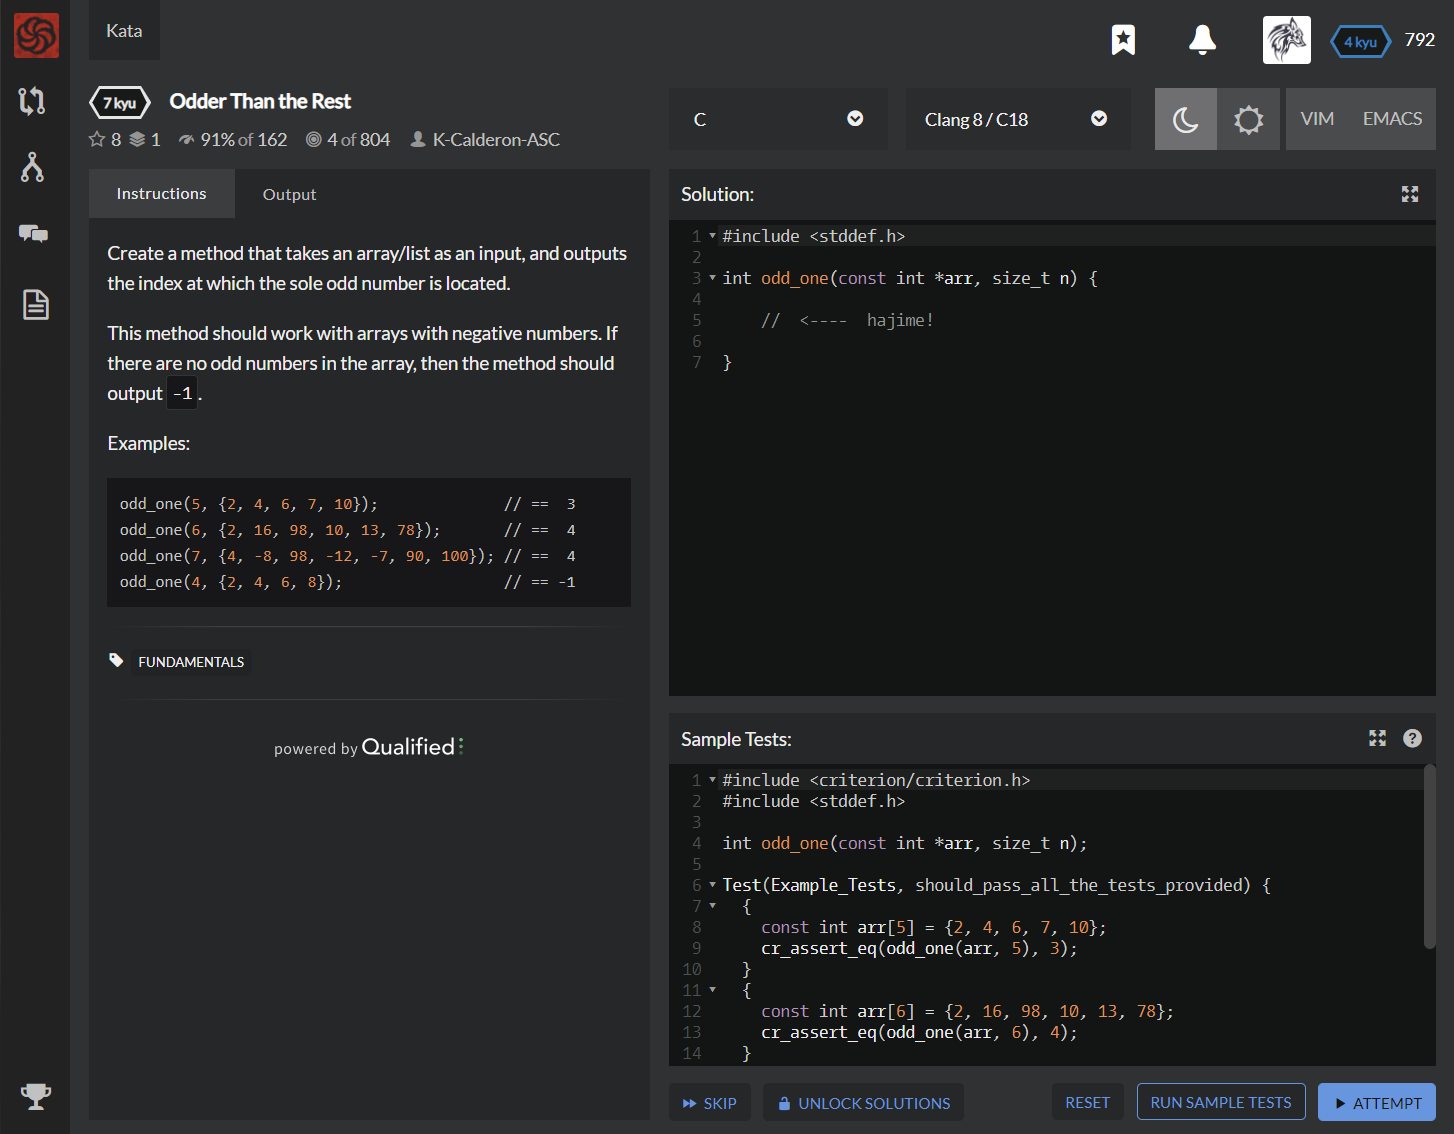 Kata
4 kyu 792
7 kyu Odder Than the Rest
8 1 91% of 162 4 of 804 K-Calderon-ASC
C
Clang 8 / C18
VIM EMACS
Instructions Output
Create a method that takes an array/list as an input, and outputs
the index at which the sole odd number is located.
This method should work with arrays with negative numbers. If
there are no odd numbers in the array, then the method should
output -1.
Examples:
odd_one(5, {2, 4, 6, 7, 10}); // == 3
odd_one(6, {2, 16, 98, 10, 13, 78}); // == 4
odd_one(7, {4, -8, 98, -12, -7, 90, 100}); // == 4
odd_one(4, {2, 4, 6, 8}); // == -1
FUNDAMENTALS
powered by Qualified
Solution:
1 #include <stddef.h>
2
3 int odd_one(const int *arr, size_t n) {
4
5 // <---- hajime!
6
7 }
Sample Tests:
1 #include <criterion/criterion.h>
2 #include <stddef.h>
3
4 int odd_one(const int *arr, size_t n);
5
6 Test(Example_Tests, should_pass_all_the_tests_provided) {
7 {
8 const int arr[5] = {2, 4, 6, 7, 10};
9 cr_assert_eq(odd_one(arr, 5), 3);
10 }
11 {
12 const int arr[6] = {2, 16, 98, 10, 13, 78};
13 cr_assert_eq(odd_one(arr, 6), 4);
14 }
SKIP UNLOCK SOLUTIONS RESET RUN SAMPLE TESTS ATTEMPT